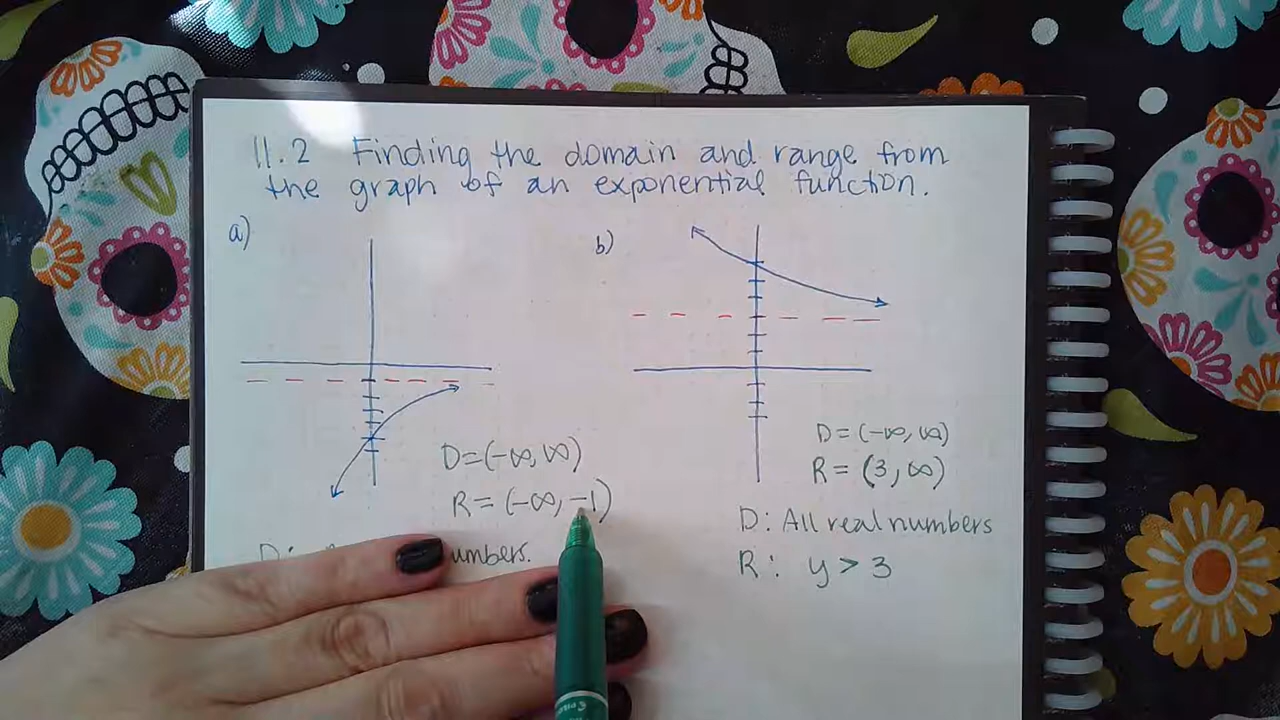 11.2 Finding the domain and range from
the graph of an exponential function.
a)
b)
D=(-∞,∞)
R = (-∞, -1)
D:
umbers.
D=(-∞,∞)
R = (3, ∞)
D: All real numbers
R: y > 3